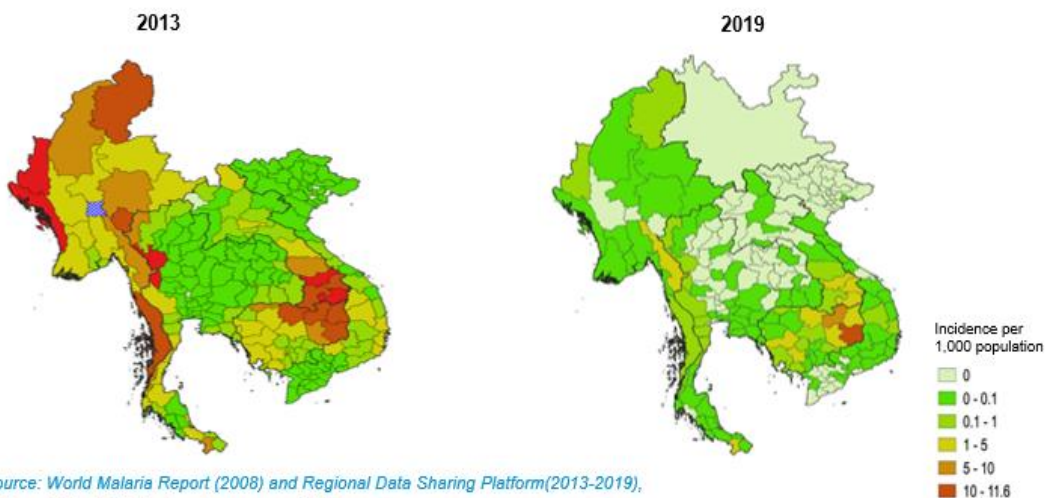 2013
2019
Incidence per
1,000 population
0
0 - 0.1
0.1 - 1
1 - 5
5 - 10
10 - 11.6
ource: World Malaria Report (2008) and Regional Data Sharing Platform(2013-2019),